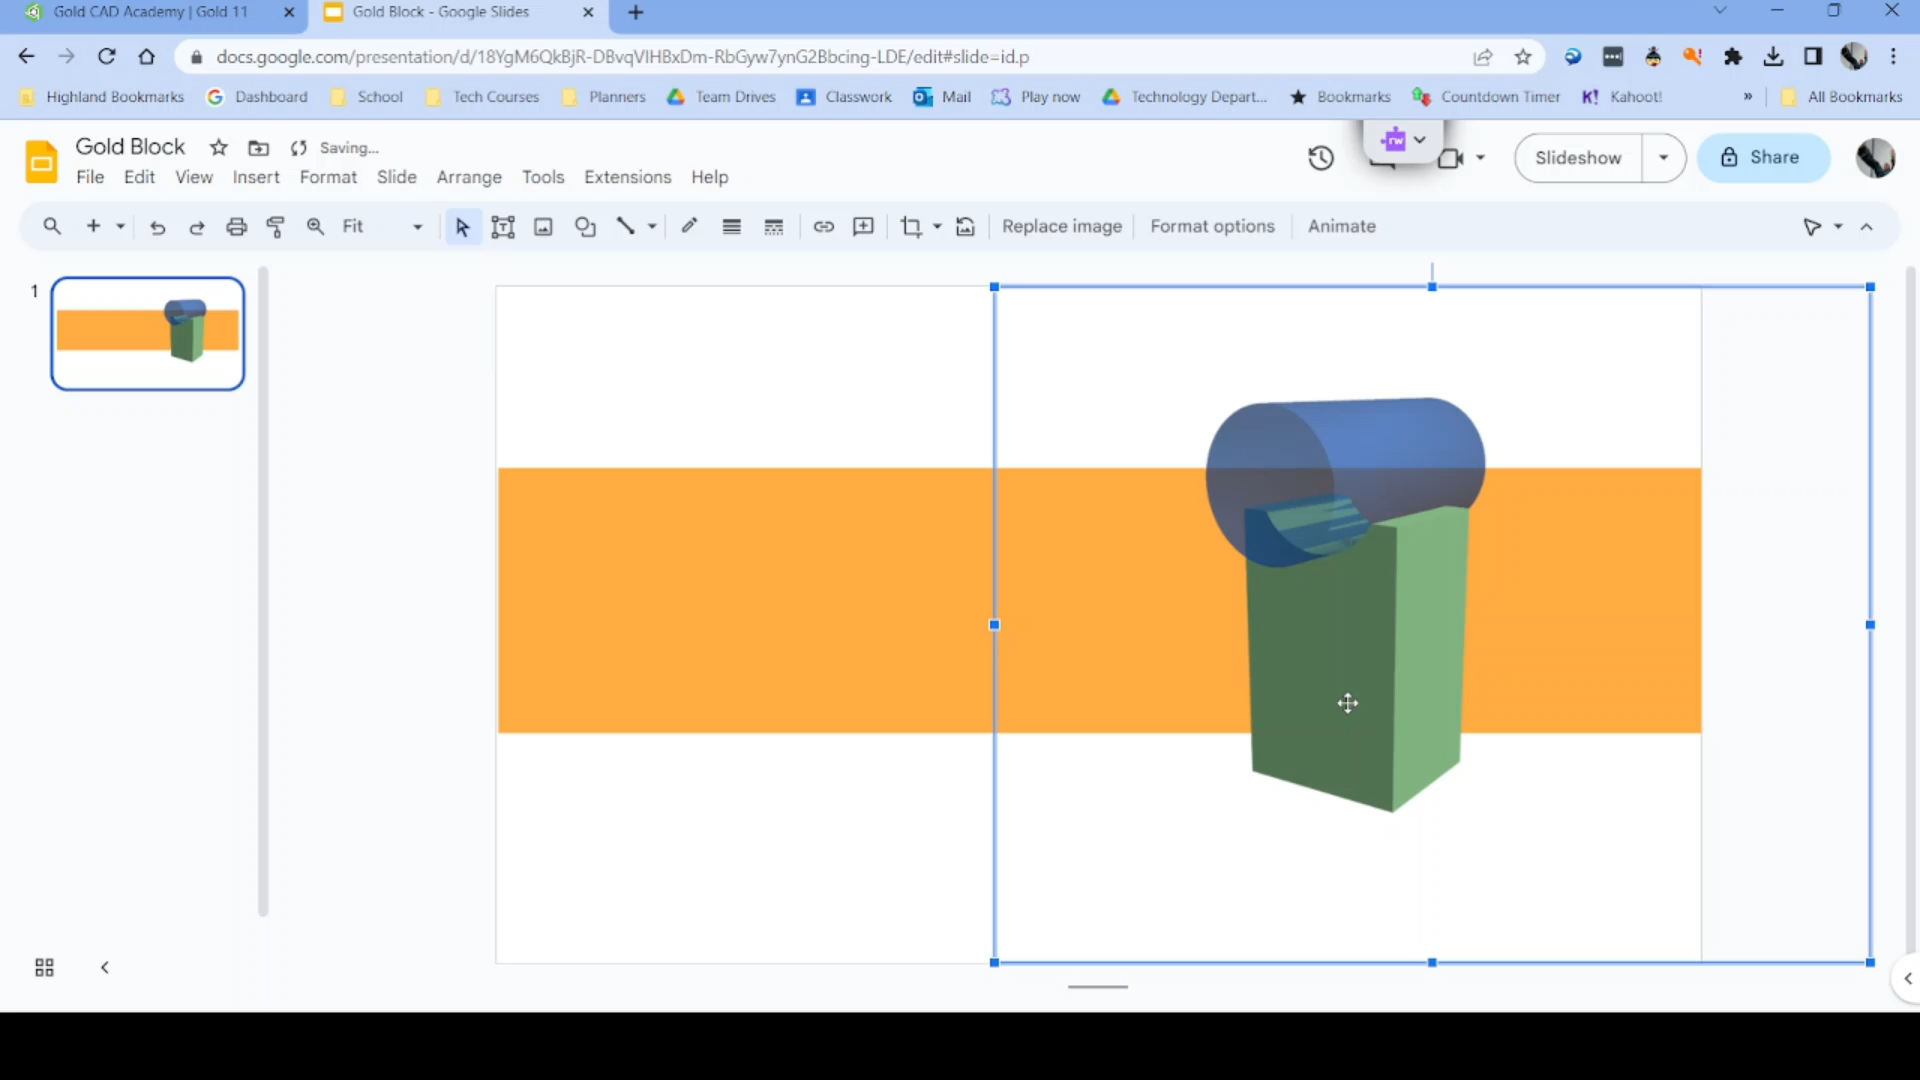 Gold CAD Academy | Gold 11
Gold Block - Google Slides
docs.google.com/presentation/d/18YgM6QkBjR-DBvqVIHBxDm-RbGyw7ynG2Bbcing-LDE/edit#slide=id.p
Highland Bookmarks Dashboard School Tech Courses Planners Team Drives Classwork Mail Play now Technology Depart... Bookmarks Countdown Timer K! Kahoot! » All Bookmarks
Gold Block Saving...
rw
Slideshow
Share
File Edit View Insert Format Slide Arrange Tools Extensions Help
Fit Replace image Format options Animate
1